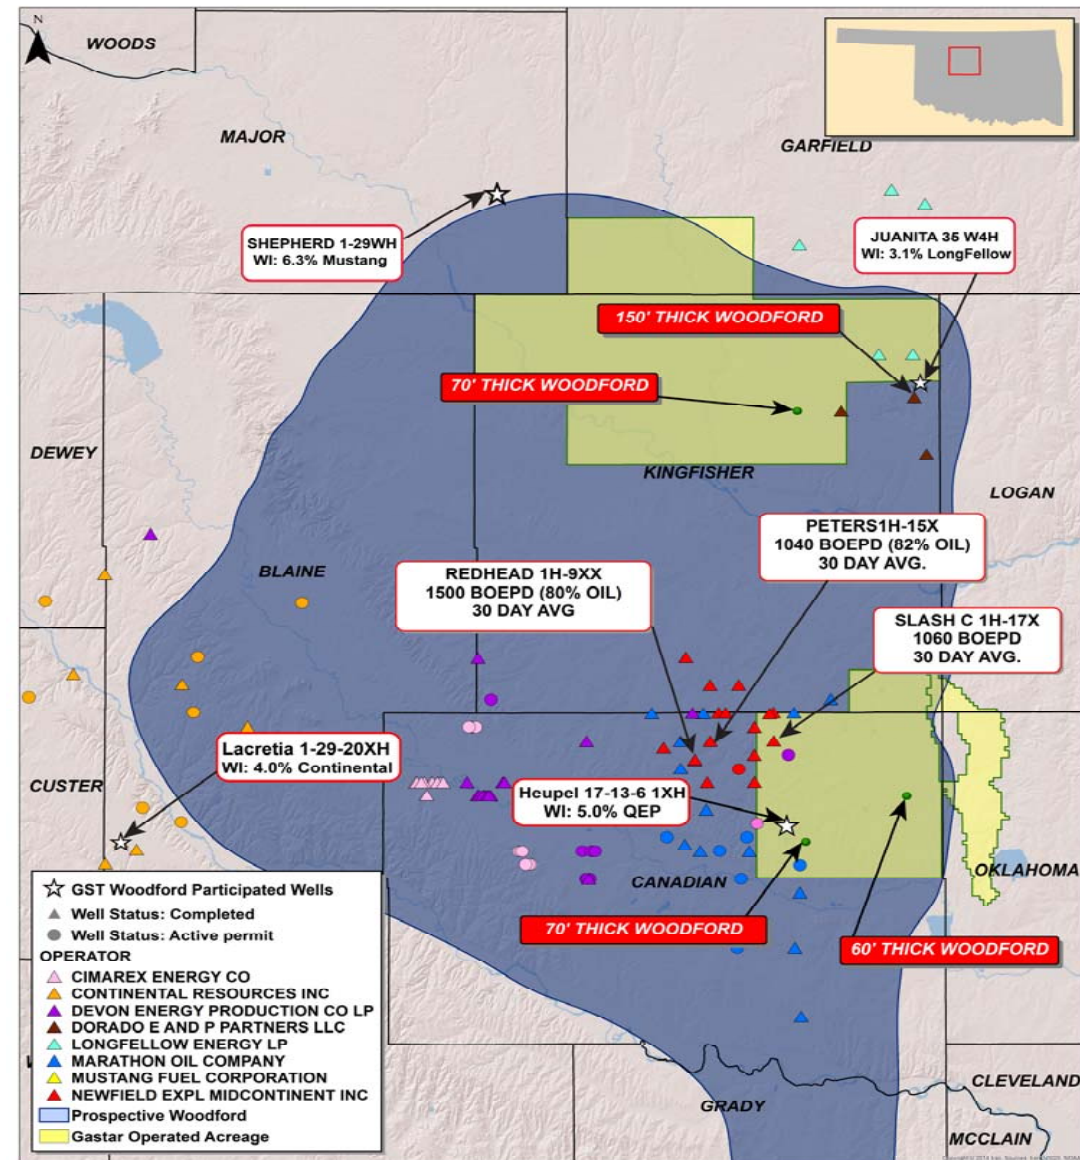 N
WOODS
MAJOR
GARFIELD
SHEPHERD 1-29WH
WI: 6.3% Mustang
JUANITA 35 W4H
WI: 3.1% LongFellow
150' THICK WOODFORD
70' THICK WOODFORD
DEWEY
KINGFISHER
LOGAN
BLAINE
PETERS1H-15X
1040 BOEPD (82% OIL)
30 DAY AVG.
REDHEAD 1H-9XX
1500 BOEPD (80% OIL)
30 DAY AVG
SLASH C 1H-17X
1060 BOEPD
30 DAY AVG.
Lacretia 1-29-20XH
WI: 4.0% Continental
CUSTER
Heupel 17-13-6 1XH
WI: 5.0% QEP
CANADIAN
OKLAHOMA
70' THICK WOODFORD
60' THICK WOODFORD
GST Woodford Participated Wells
Well Status: Completed
Well Status: Active permit
OPERATOR
CIMAREX ENERGY CO
CONTINENTAL RESOURCES INC
DEVON ENERGY PRODUCTION CO LP
DORADO E AND P PARTNERS LLC
LONGFELLOW ENERGY LP
MARATHON OIL COMPANY
MUSTANG FUEL CORPORATION
NEWFIELD EXPL MIDCONTINENT INC
Prospective Woodford
Gastar Operated Acreage
CLEVELAND
GRADY
MCCLAIN